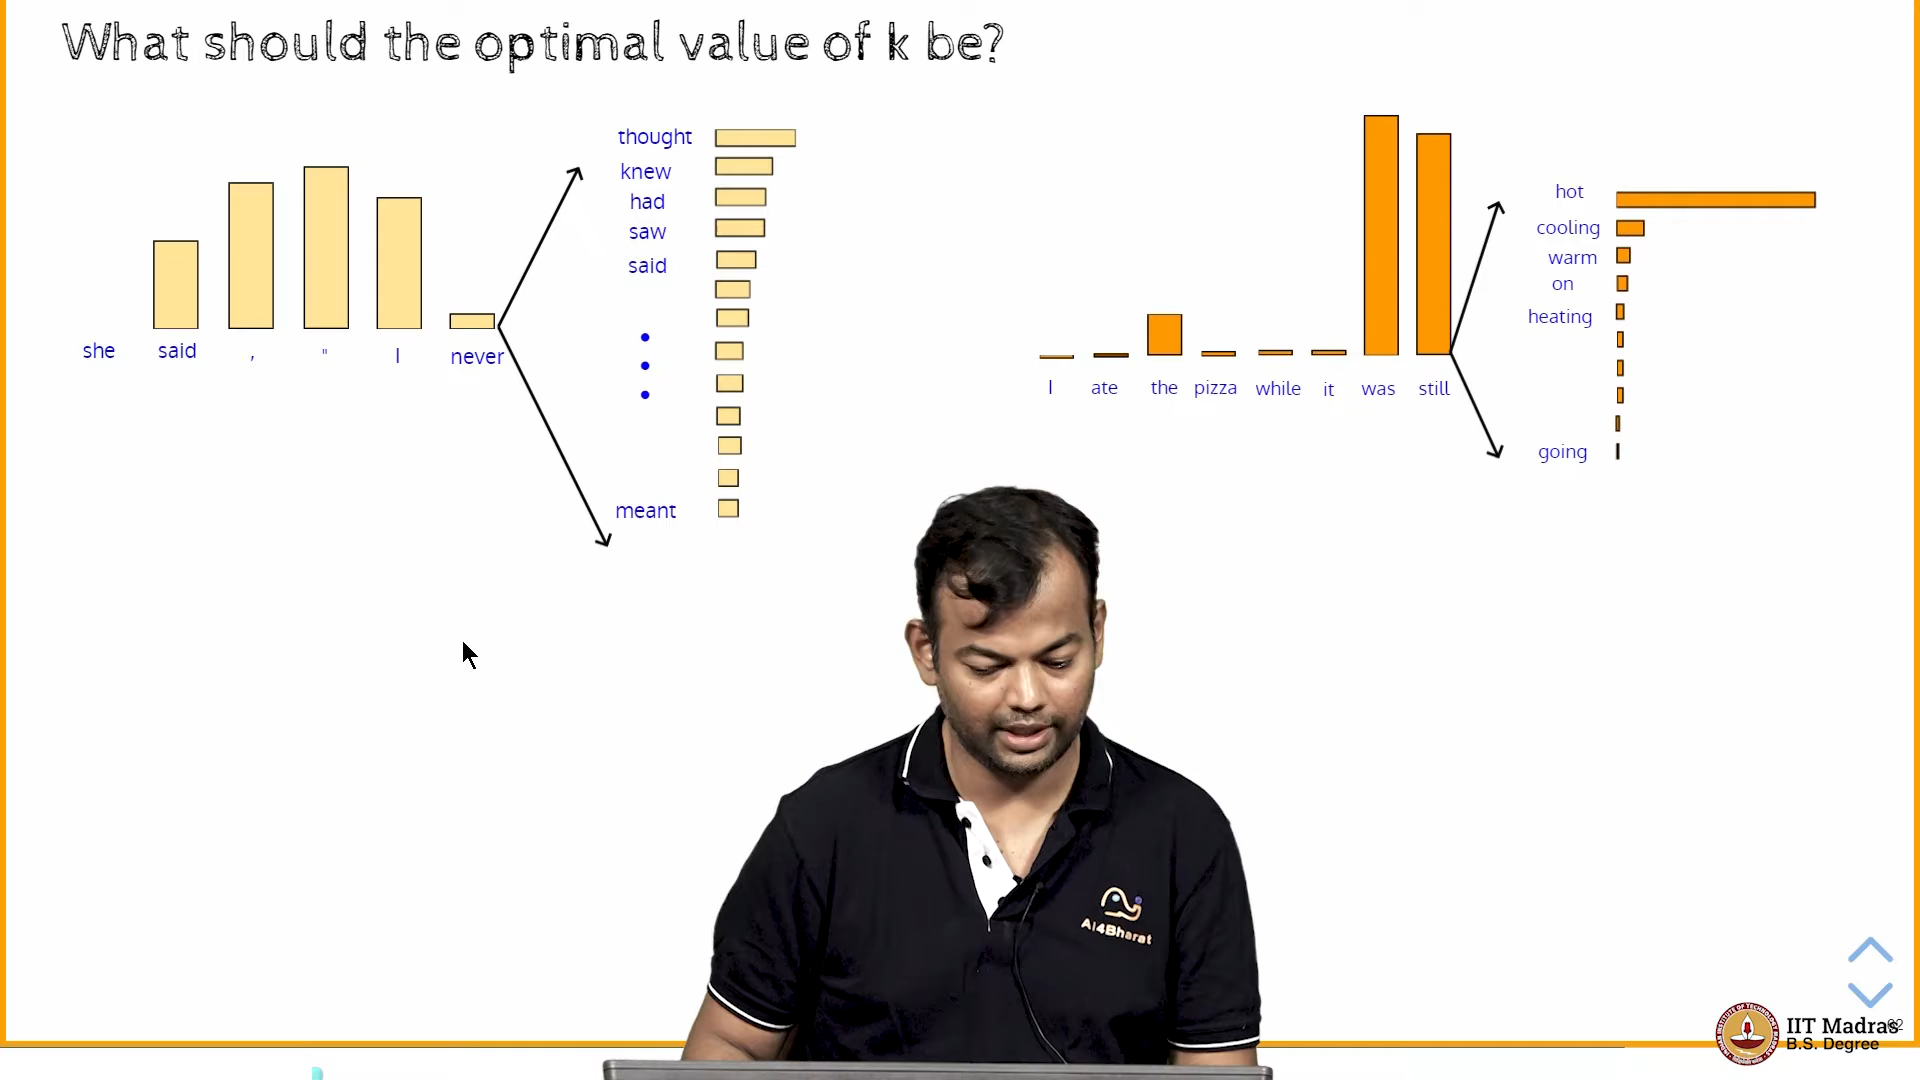 What should the optimal value of k be?
thought
knew
had
saw
said
meant
she said , " I never
hot
cooling
warm
on
heating
going
I ate the pizza while it was still
AI4Bharat
IIT Madras
B.S. Degree
62